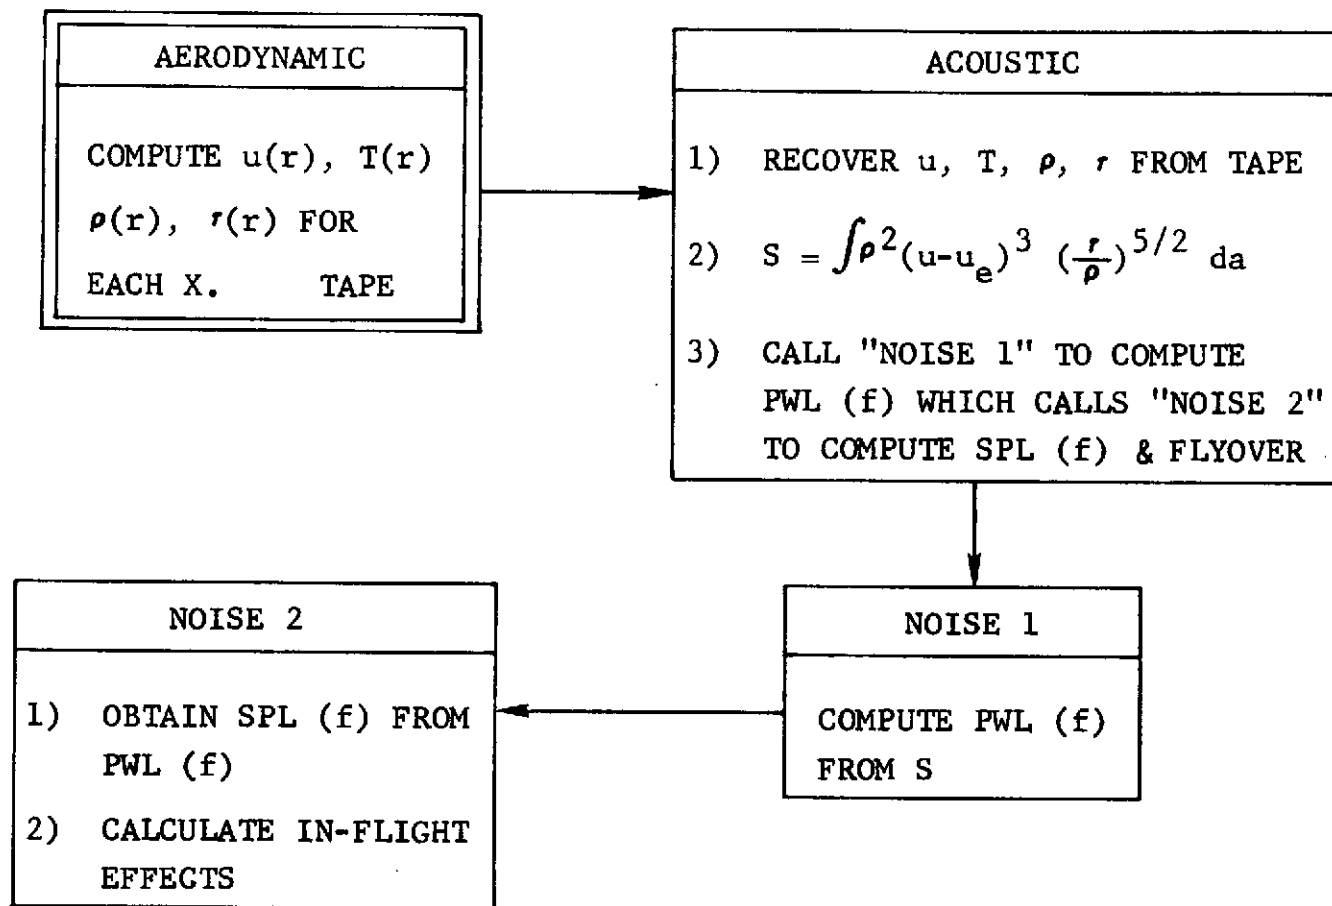 AERODYNAMIC
COMPUTE u(r), T(r)
ρ(r), τ(r) FOR
EACH X. TAPE
ACOUSTIC
1) RECOVER u, T, ρ, τ FROM TAPE
2) S = ∫ρ²(u-u_e)³ (τ/ρ)^5/2 da
3) CALL "NOISE 1" TO COMPUTE
PWL (f) WHICH CALLS "NOISE 2"
TO COMPUTE SPL (f) & FLYOVER
NOISE 1
COMPUTE PWL (f)
FROM S
NOISE 2
1) OBTAIN SPL (f) FROM
PWL (f)
2) CALCULATE IN-FLIGHT
EFFECTS